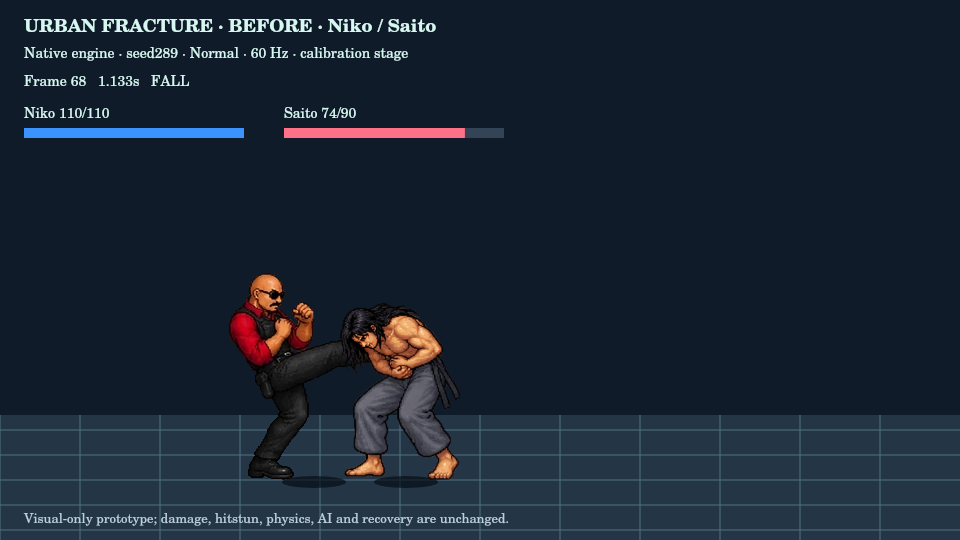 URBAN FRACTURE · BEFORE · Niko / Saito
Native engine · seed289 · Normal · 60 Hz · calibration stage
Frame 68 1.133s FALL
Niko 110/110 Saito 74/90
Visual-only prototype; damage, hitstun, physics, AI and recovery are unchanged.